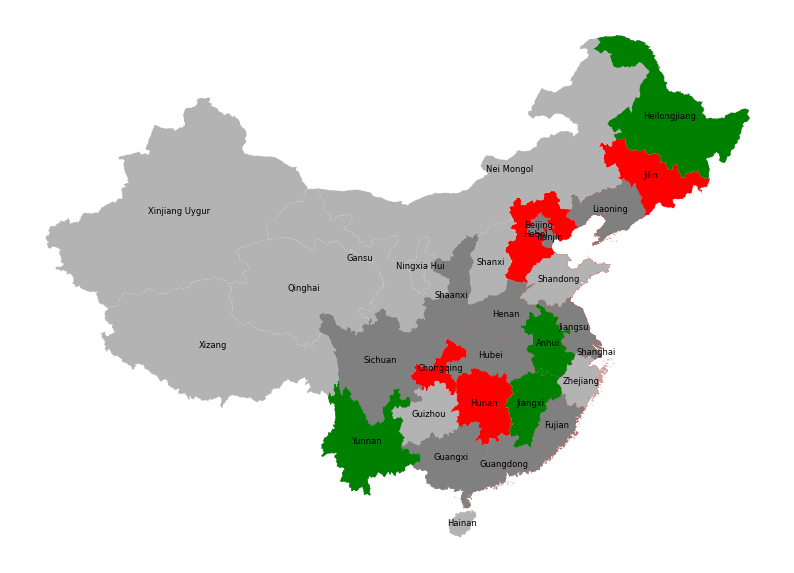 Heilongjiang
Jilin
Nei Mongol
Liaoning
Xinjiang Uygur
Beijing
Hebei
Tianjin
Gansu
Ningxia Hui
Shanxi
Shandong
Qinghai
Shaanxi
Henan
Jiangsu
Xizang
Anhui
Shanghai
Sichuan
Hubei
Chongqing
Zhejiang
Hunan
Jiangxi
Guizhou
Fujian
Yunnan
Guangxi
Guangdong
Hainan